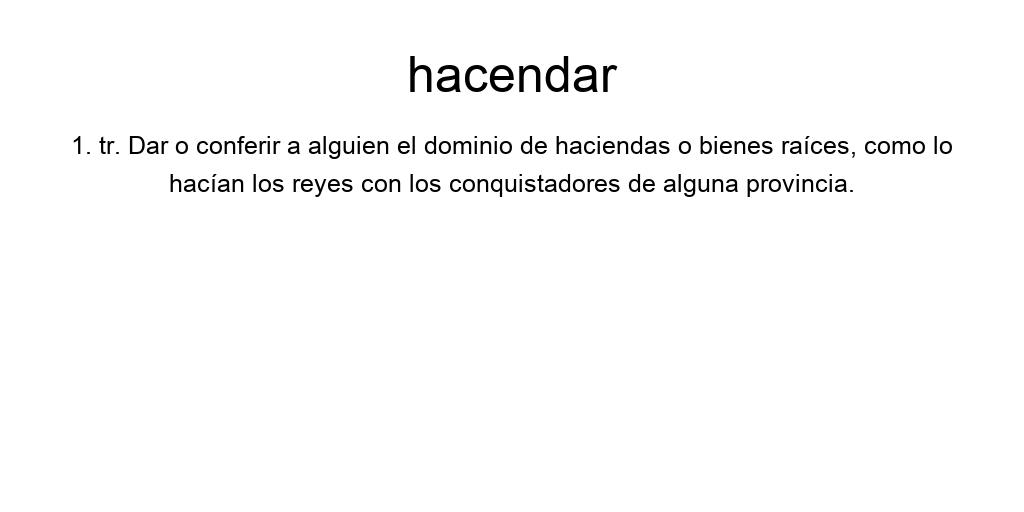 hacendar
1. tr. Dar o conferir a alguien el dominio de haciendas o bienes raíces, como lo
hacían los reyes con los conquistadores de alguna provincia.